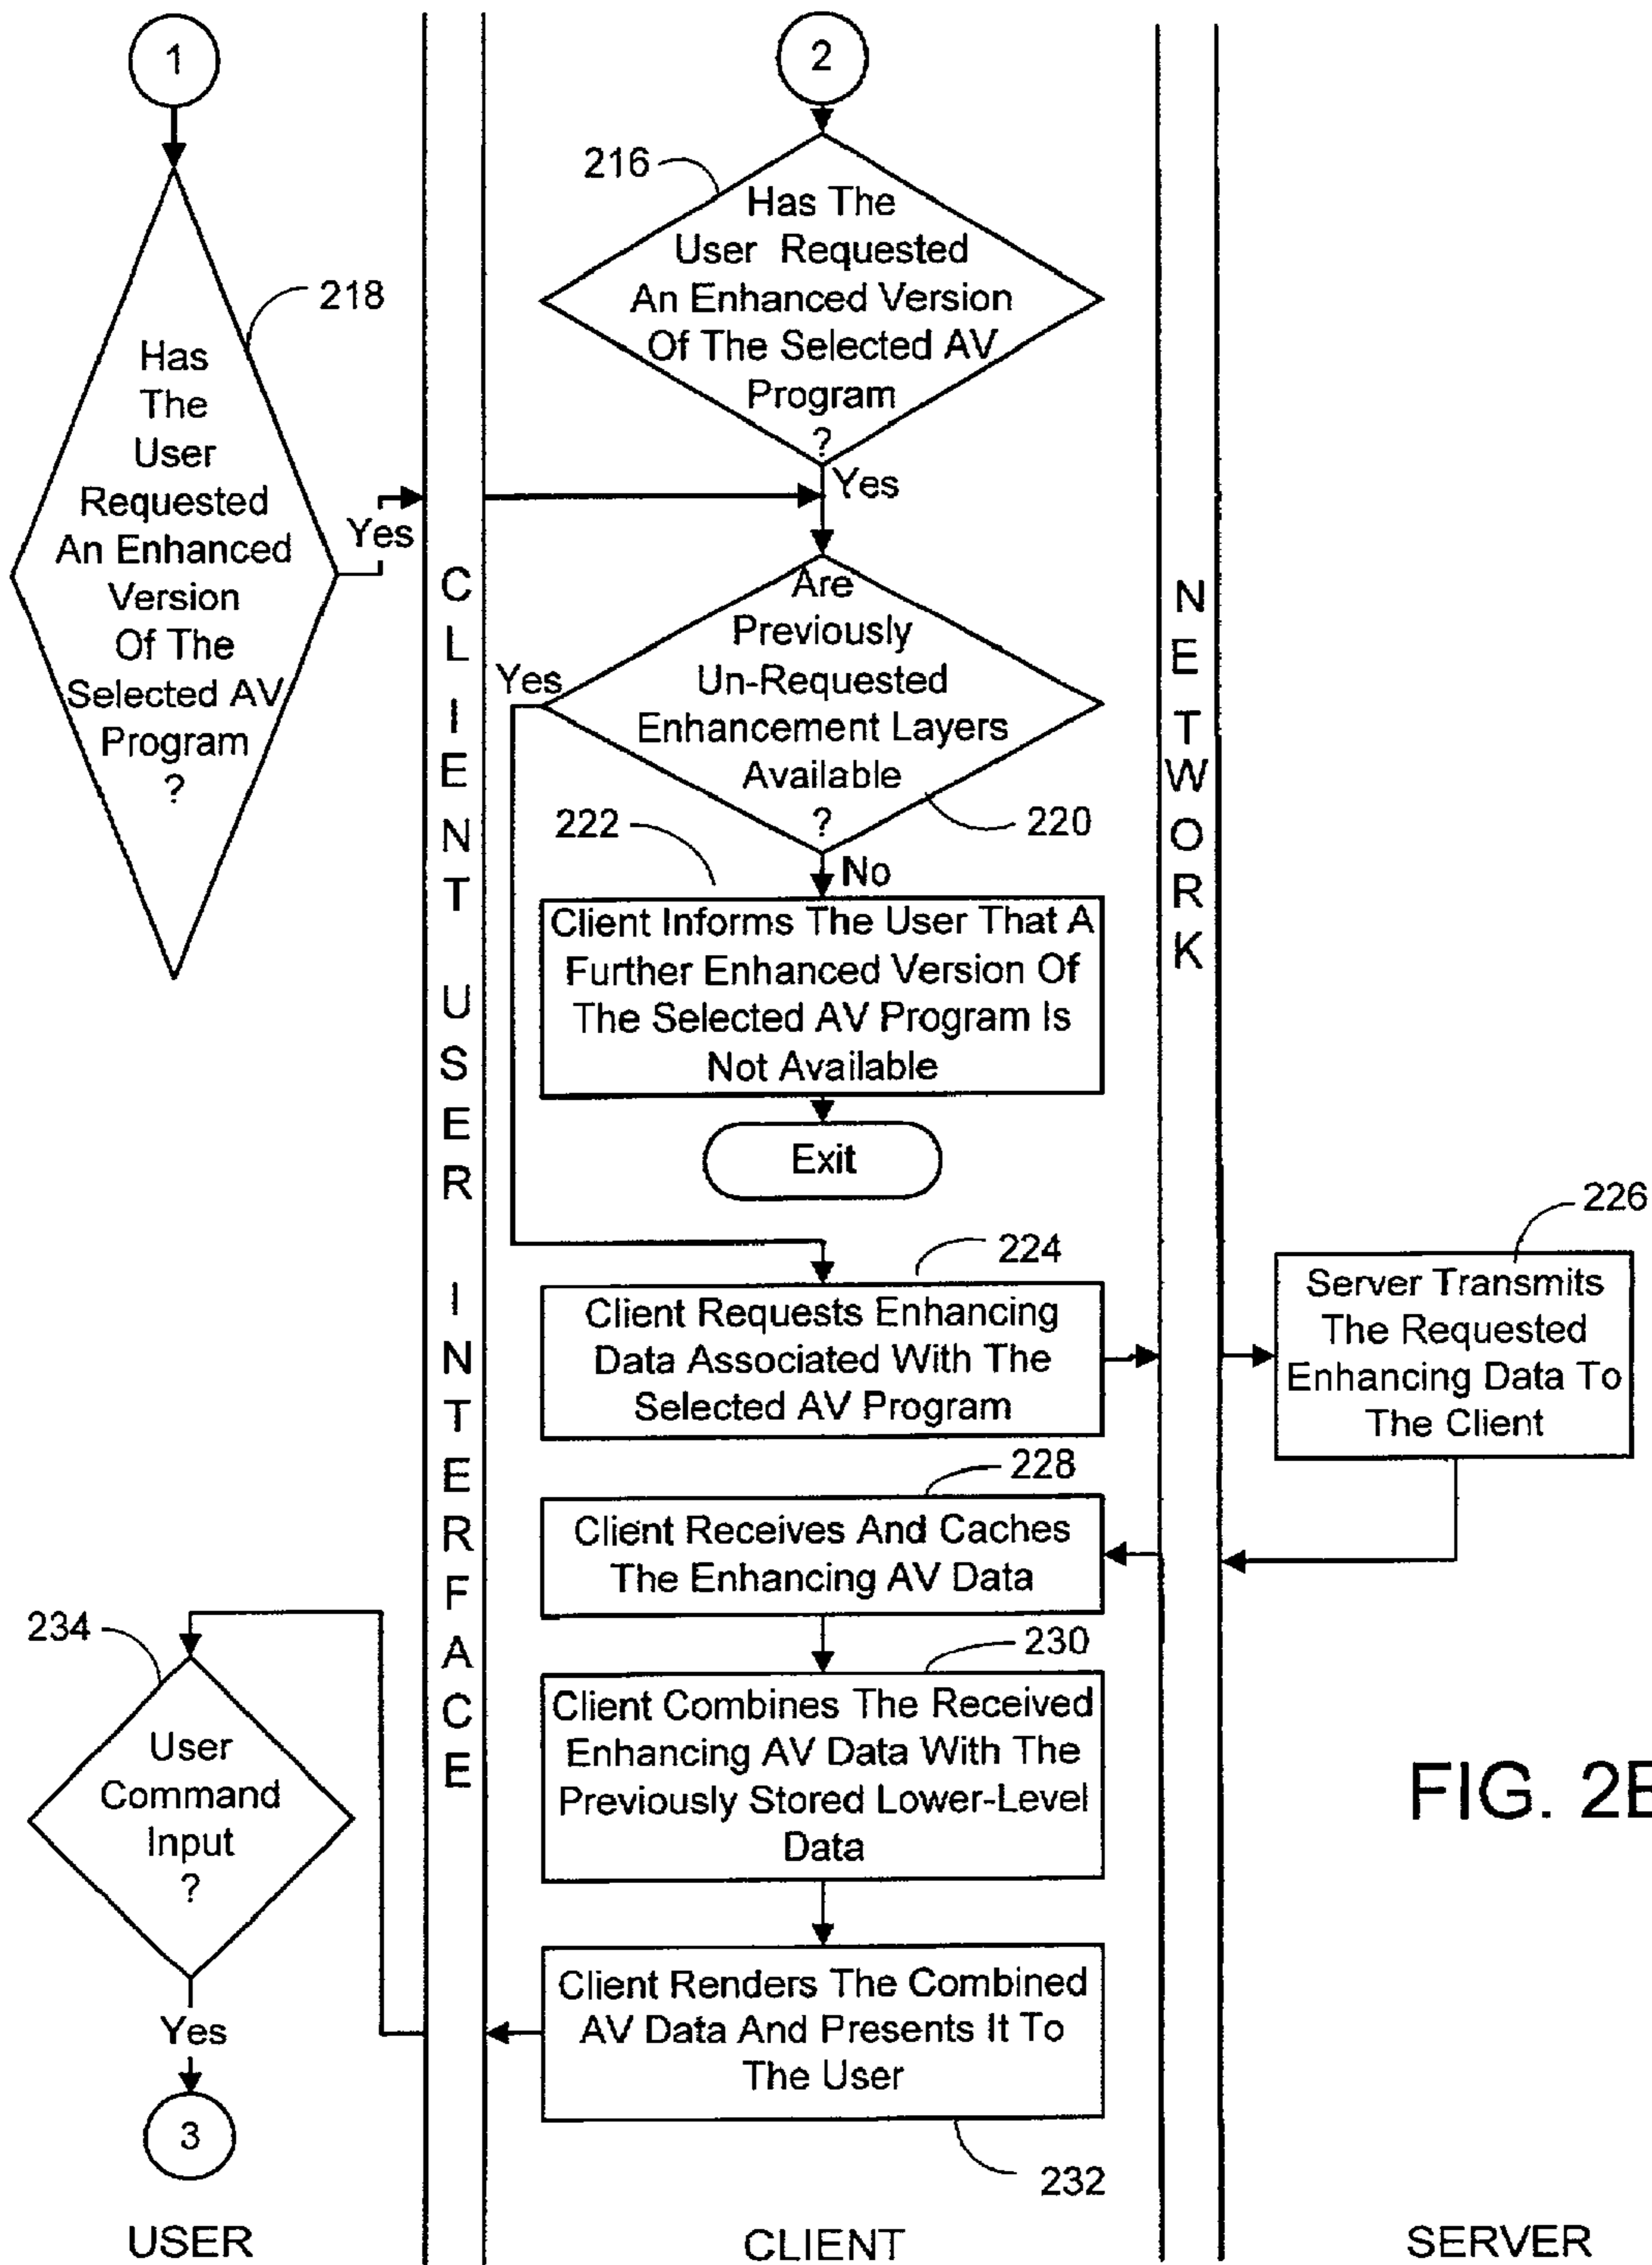 1
2
216
Has The
User Requested
An Enhanced Version
Of The Selected AV
Program
?
Yes
218
Has
The
User
Requested
An Enhanced
Version
Of The
Selected AV
Program
?
Yes
CLIENT USER INTERFACE
NETWORK
Are
Previously
Un-Requested
Enhancement Layers
Available
?
Yes
220
222
No
Client Informs The User That A
Further Enhanced Version Of
The Selected AV Program Is
Not Available
Exit
224
Client Requests Enhancing
Data Associated With The
Selected AV Program
226
Server Transmits
The Requested
Enhancing Data To
The Client
228
Client Receives And Caches
The Enhancing AV Data
230
Client Combines The Received
Enhancing AV Data With The
Previously Stored Lower-Level
Data
234
User
Command
Input
?
Yes
3
Client Renders The Combined
AV Data And Presents It To
The User
232
FIG. 2B
USER
CLIENT
SERVER